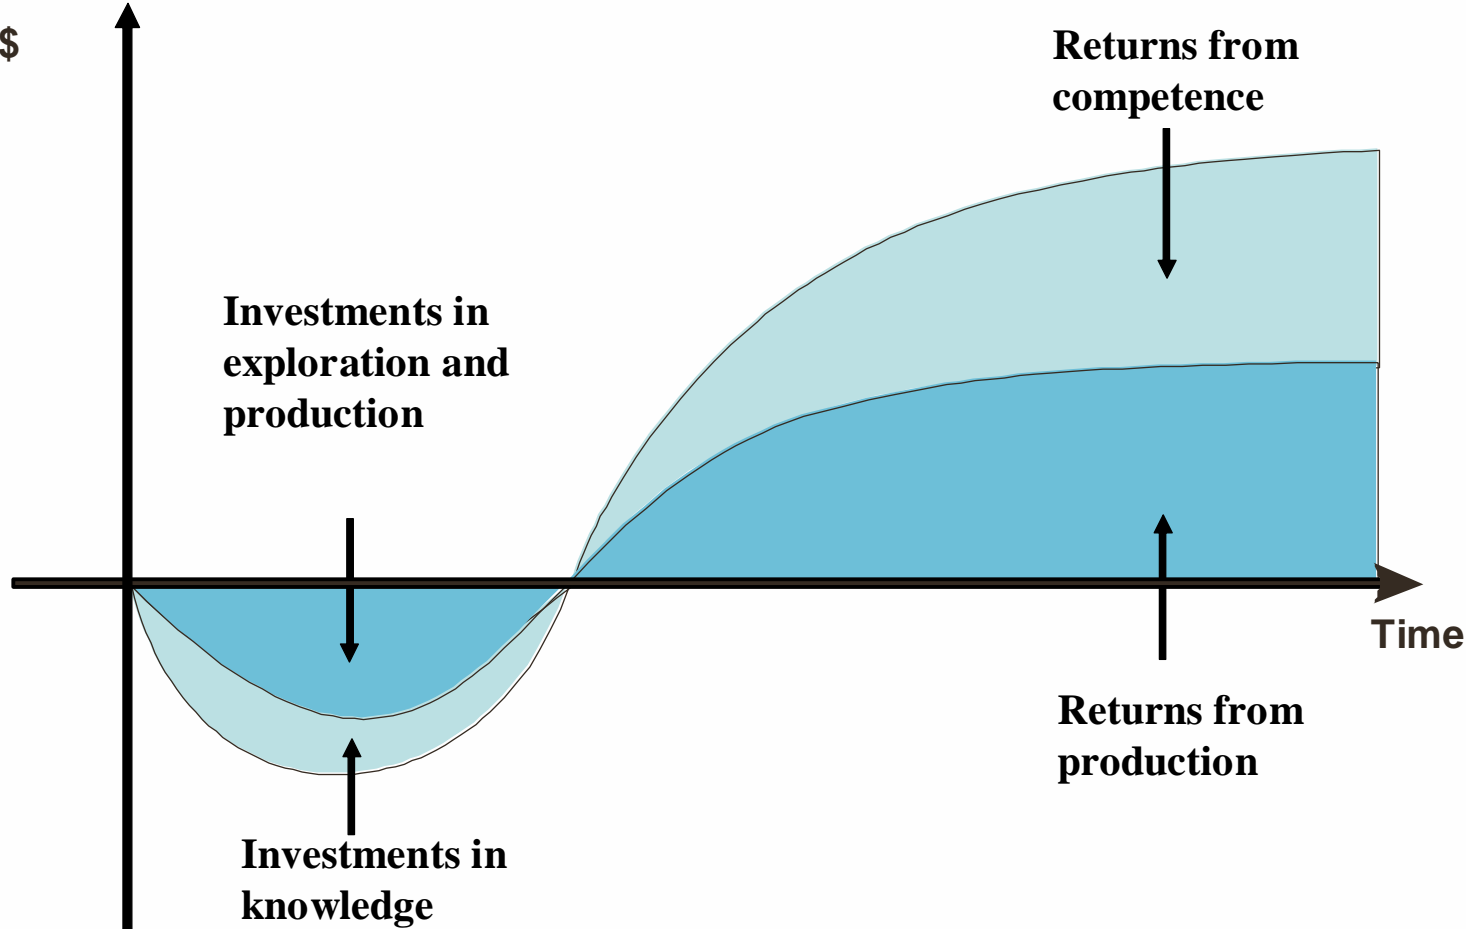 $
Returns from
competence
Investments in
exploration and
production
Time
Returns from
production
Investments in
knowledge